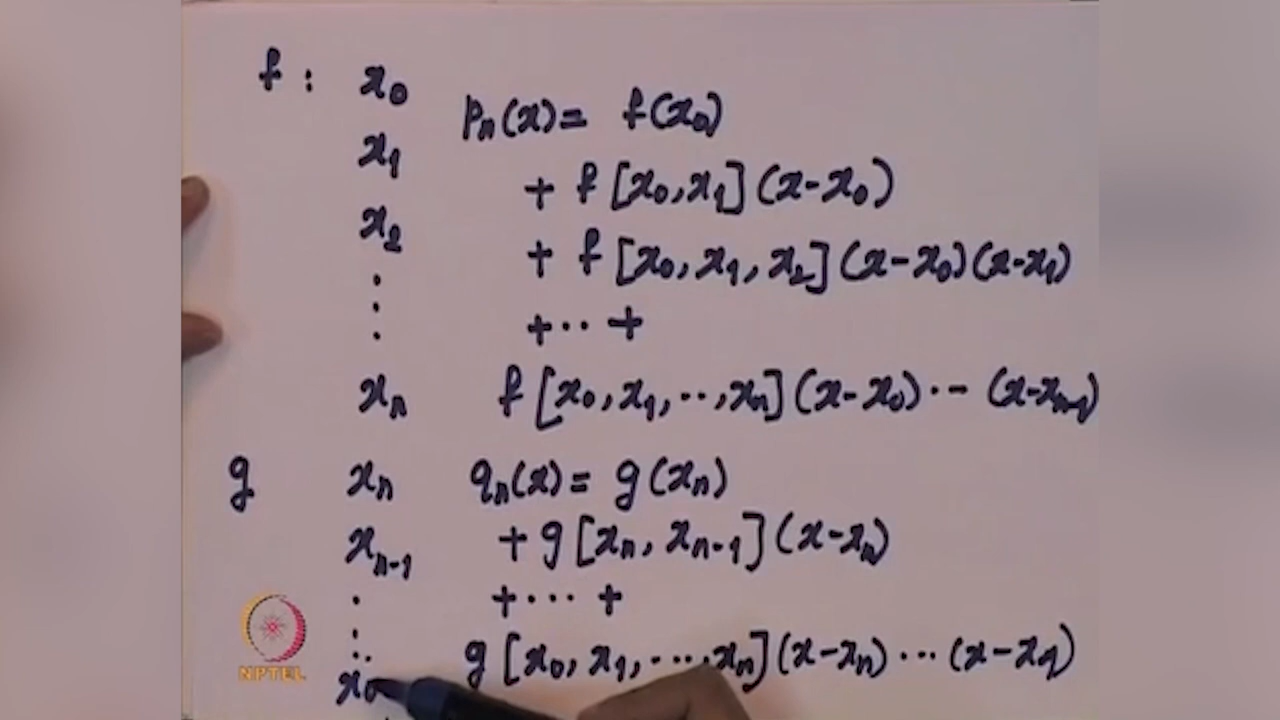 f : x₀ pₙ(x) = f(x₀)
x₁ + f[x₀, x₁](x-x₀)
x₂ + f[x₀, x₁, x₂](x-x₀)(x-x₁)
⋮ +⋯+
xₙ f[x₀, x₁, ⋯, xₙ](x-x₀)⋯(x-xₙ₋₁)
g xₙ qₙ(x) = g(xₙ)
xₙ₋₁ + g[xₙ, xₙ₋₁](x-xₙ)
⋮ +⋯+
x₀ g[x₀, x₁, ⋯, xₙ](x-xₙ)⋯(x-x₁)
NPTEL